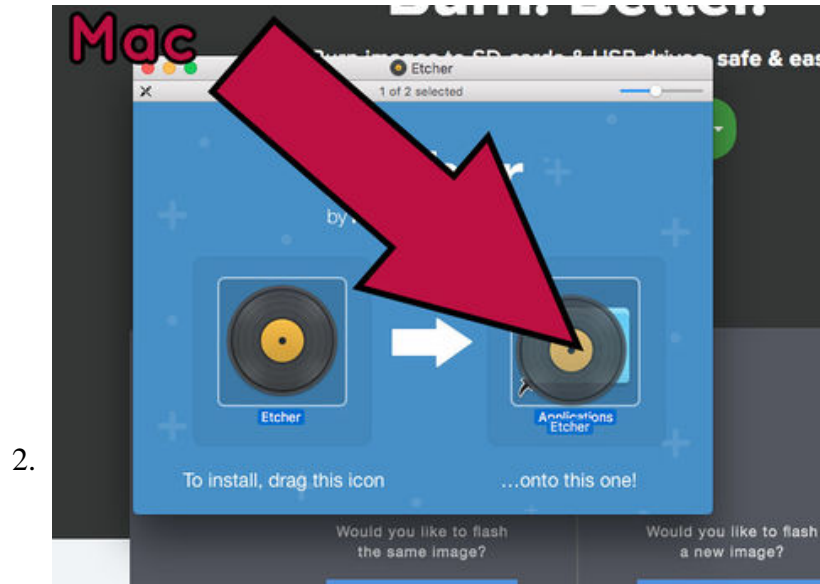 Mac
Burn. Better.
Burn images to SD cards & USB drives, safe & eas
Etcher
1 of 2 selected
by
Etcher
Applications
Etcher
2.
To install, drag this icon
...onto this one!
Would you like to flash
the same image?
Would you like to flash
a new image?